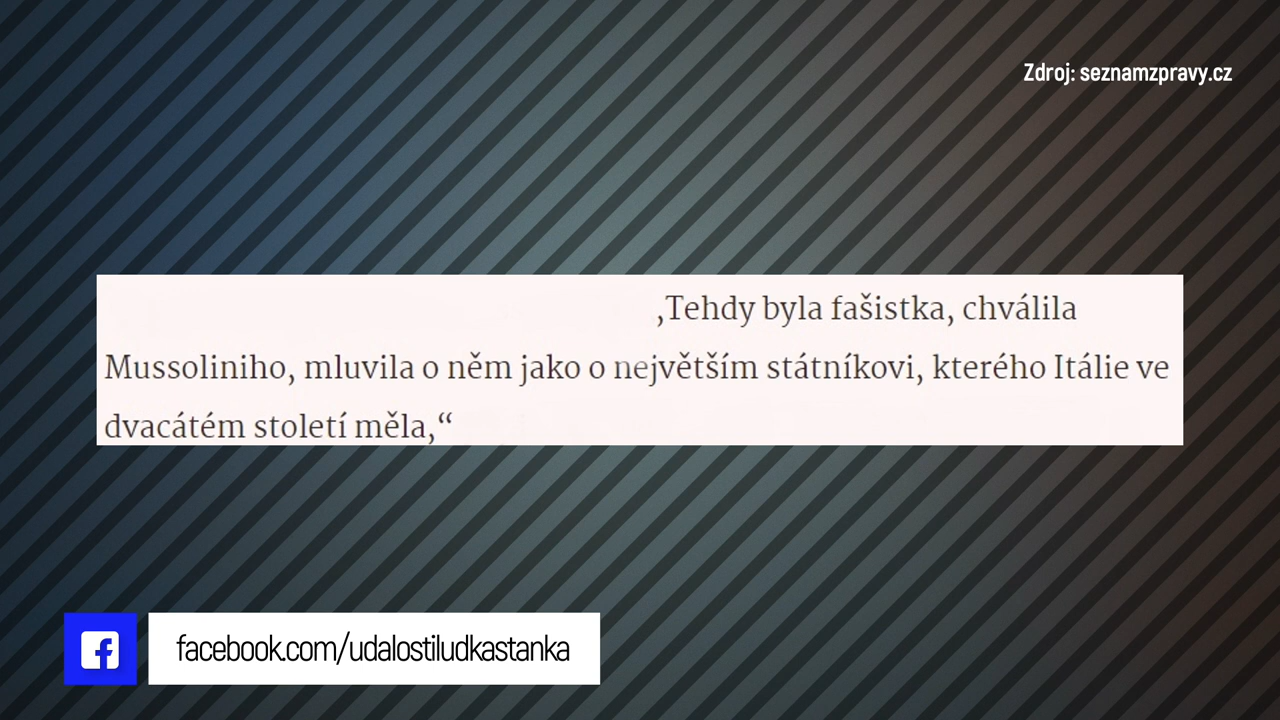 Zdroj: seznamzpravy.cz
‚Tehdy byla fašistka, chválila
Mussoliniho, mluvila o něm jako o největším státníkovi, kterého Itálie ve
dvacátém století měla,“
facebook.com/udalostiludkastanka